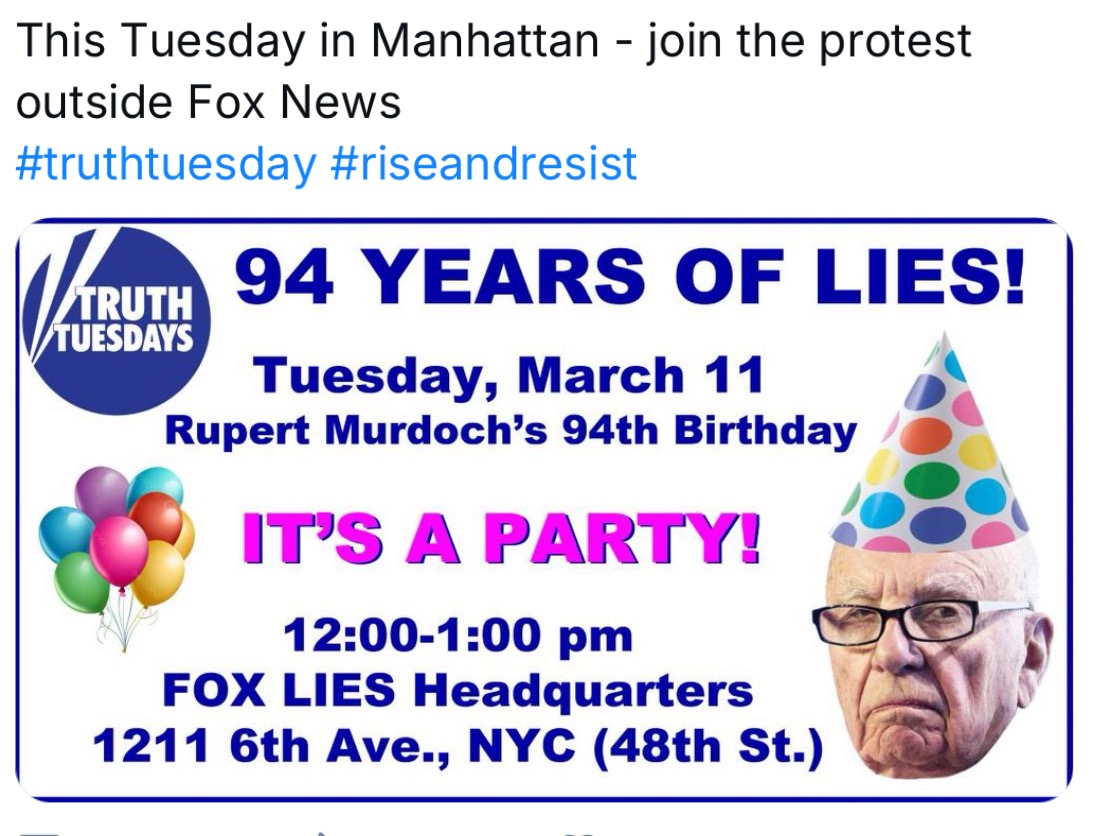 This Tuesday in Manhattan - join the protest
outside Fox News
#truthtuesday #riseandresist
TRUTH
TUESDAYS
94 YEARS OF LIES!
Tuesday, March 11
Rupert Murdoch’s 94th Birthday
IT’S A PARTY!
12:00-1:00 pm
FOX LIES Headquarters
1211 6th Ave., NYC (48th St.)